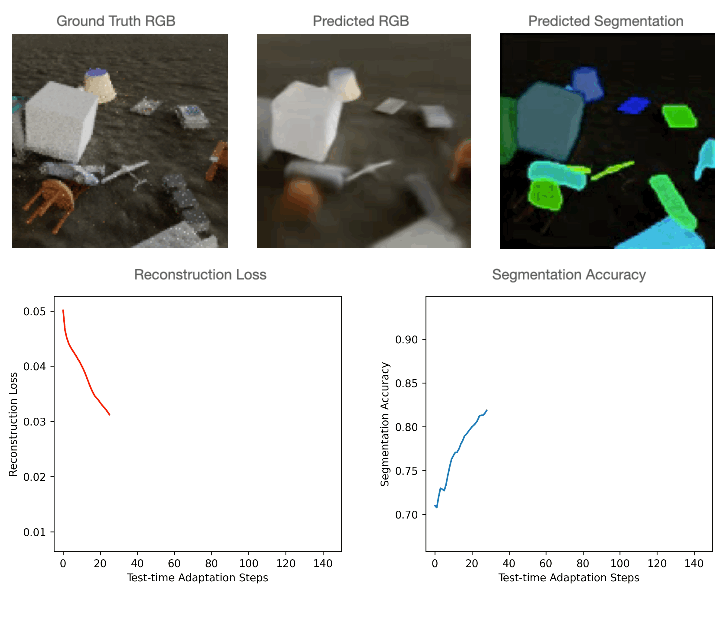 Ground Truth RGB
Predicted RGB
Predicted Segmentation
Reconstruction Loss
0.05
0.04
0.03
0.02
0.01
Reconstruction Loss
0 20 40 60 80 100 120 140
Test-time Adaptation Steps
Segmentation Accuracy
0.90
0.85
0.80
0.75
0.70
Segmentation Accuracy
0 20 40 60 80 100 120 140
Test-time Adaptation Steps